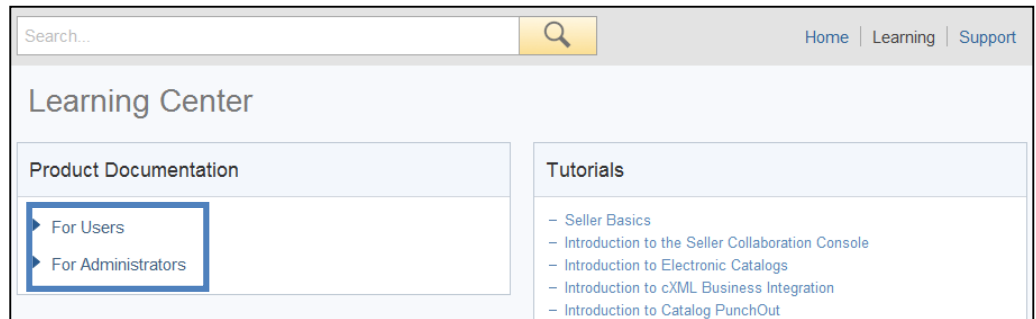 Search...
Home | Learning | Support
Learning Center
Product Documentation
For Users
For Administrators
Tutorials
– Seller Basics
– Introduction to the Seller Collaboration Console
– Introduction to Electronic Catalogs
– Introduction to cXML Business Integration
– Introduction to Catalog PunchOut